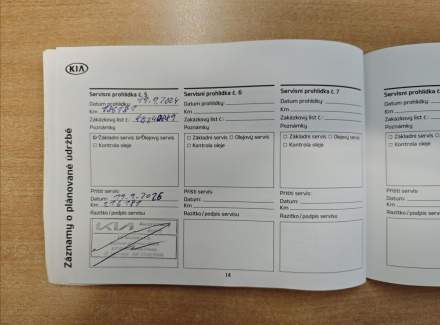 KIA
Záznamy o plánované údržbě
Servisní prohlídka č. 5
Datum prohlídky 19.9.2024
Km
Zakázkový list č.:
Poznámky
Základní servis Olejový servis
Kontrola oleje
Příští servis:
Datum: 19.9.2026
Km
Razítko/podpis servisu
KIA
Servisní prohlídka č. 6
Datum prohlídky:
Km
Zakázkový list č.:
Poznámky
Základní servis Olejový servis
Kontrola oleje
Příští servis:
Datum:
Km
Razítko/podpis servisu
Servisní prohlídka č. 7
Datum prohlídky:
Km
Zakázkový list č.:
Poznámky
Základní servis Olejový servis
Kontrola oleje
Příští servis:
Datum:
Km
Razítko/podpis servisu
14
Servisní prohlídka č.
Datum prohlídky:
Km
Zakázkový list č.:
Poznámky
Základní servis
Kontrola oleje
Příští servis:
Datum:
Km
Razítko/podpis